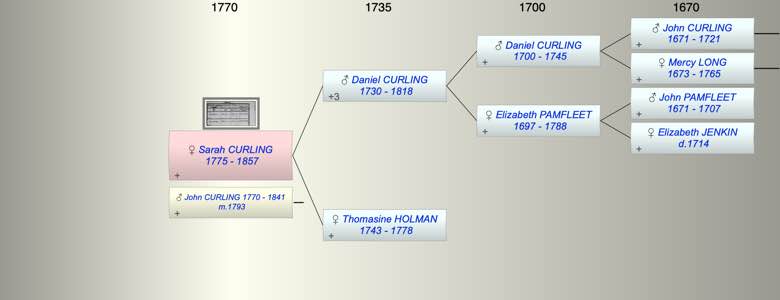 1770
1735
1700
1670
♀ Sarah CURLING
1775 - 1857
+
♂ John CURLING 1770 - 1841
m.1793
+
♂ Daniel CURLING
1730 - 1818
+3
♀ Thomasine HOLMAN
1743 - 1778
+
♂ Daniel CURLING
1700 - 1745
+
♀ Elizabeth PAMFLEET
1697 - 1788
+
♂ John CURLING
1671 - 1721
+
♀ Mercy LONG
1673 - 1765
+
♂ John PAMFLEET
1671 - 1707
+
♀ Elizabeth JENKIN
d.1714
+